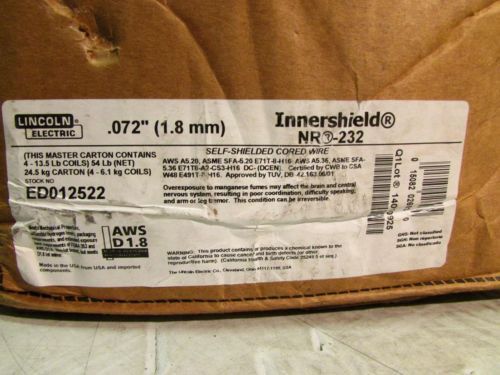 LINCOLN
ELECTRIC
.072" (1.8 mm)
Innershield®
NR®-232
SELF-SHIELDED CORED WIRE
(THIS MASTER CARTON CONTAINS
4 - 13.5 lb COILS) 54 Lb (NET)
24.5 kg CARTON (4 - 6.1 kg COILS)
STOCK NO.
ED012522
AWS A5.20, ASME SFA-5.20 E71T-8-H16 AWS A5.36, ASME SFA-
5.36 E71T8-A2-CS3-H16 DC- (DCEN) Certified by CWB to CSA
W48 E491T-8-H16. Approved by TUV, DB 42.163.06/01
Overexposure to manganese fumes may affect the brain and central
nervous system, resulting in poor coordination, difficulty speaking,
and arm or leg tremor. This condition can be irreversible.
AWS
D1.8
WARNING: This product contains or produces a chemical known to the state of
California to cause cancer and birth defects (or other
reproductive harm). (California Health & Safety Code 25249.5 et seq.)
The Lincoln Electric Co., Cleveland, Ohio 44117-1199, USA
Made in USA from USA and imported
components.
Q1Lot®
GHS: Not classified